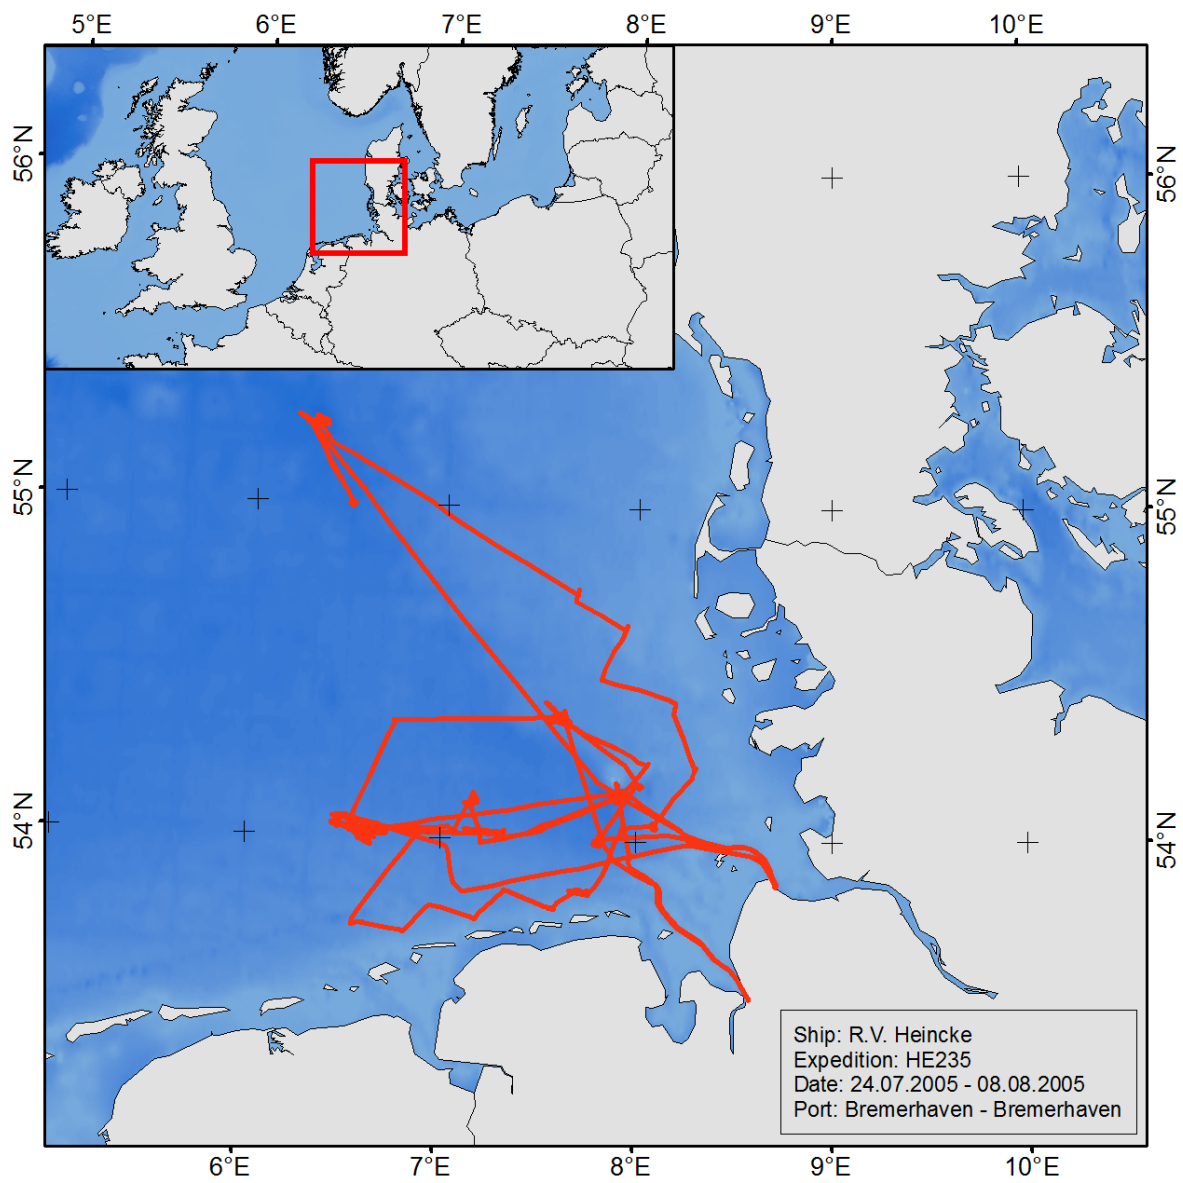 5°E 6°E 7°E 8°E 9°E 10°E
56°N 56°N
55°N 55°N
54°N 54°N
Ship: R.V. Heincke
Expedition: HE235
Date: 24.07.2005 - 08.08.2005
Port: Bremerhaven - Bremerhaven
6°E 7°E 8°E 9°E 10°E